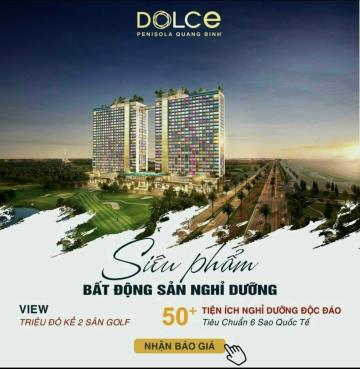 DOLCE
PENISOLA QUANG BINH
Siêu phẩm
BẤT ĐỘNG SẢN NGHỈ DƯỠNG
VIEW
TRIỆU ĐÔ KỀ 2 SÂN GOLF
50+ TIỆN ÍCH NGHỈ DƯỠNG ĐỘC ĐÁO
Tiêu Chuẩn 6 Sao Quốc Tế
NHẬN BÁO GIÁ